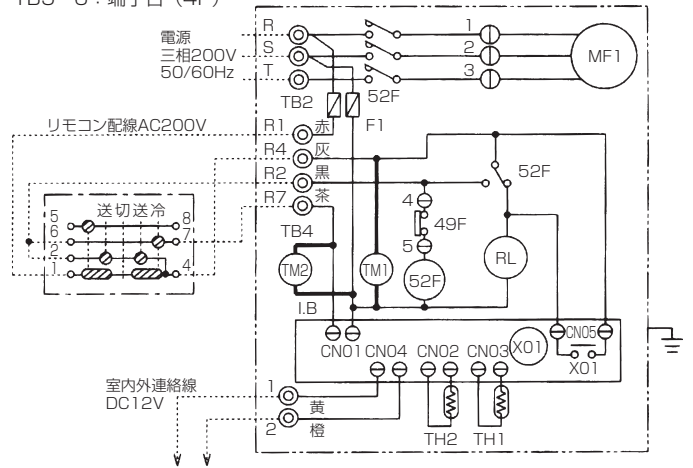 TB3・6：端子台（4P）
電源
三相200V
50/60Hz
R
S
T
TB2
52F
1
2
3
MF1
F1
リモコン配線AC200V
R1
赤
R4
灰
R2
黒
R7
茶
TB4
送切送冷
5
6
2
1
8
7
4
TM2
TM1
4
49F
5
52F
52F
RL
I.B
CN01
CN04
CN02
CN03
X01
CN05
X01
室内外連絡線
DC12V
1
黄
2
橙
TH2
TH1